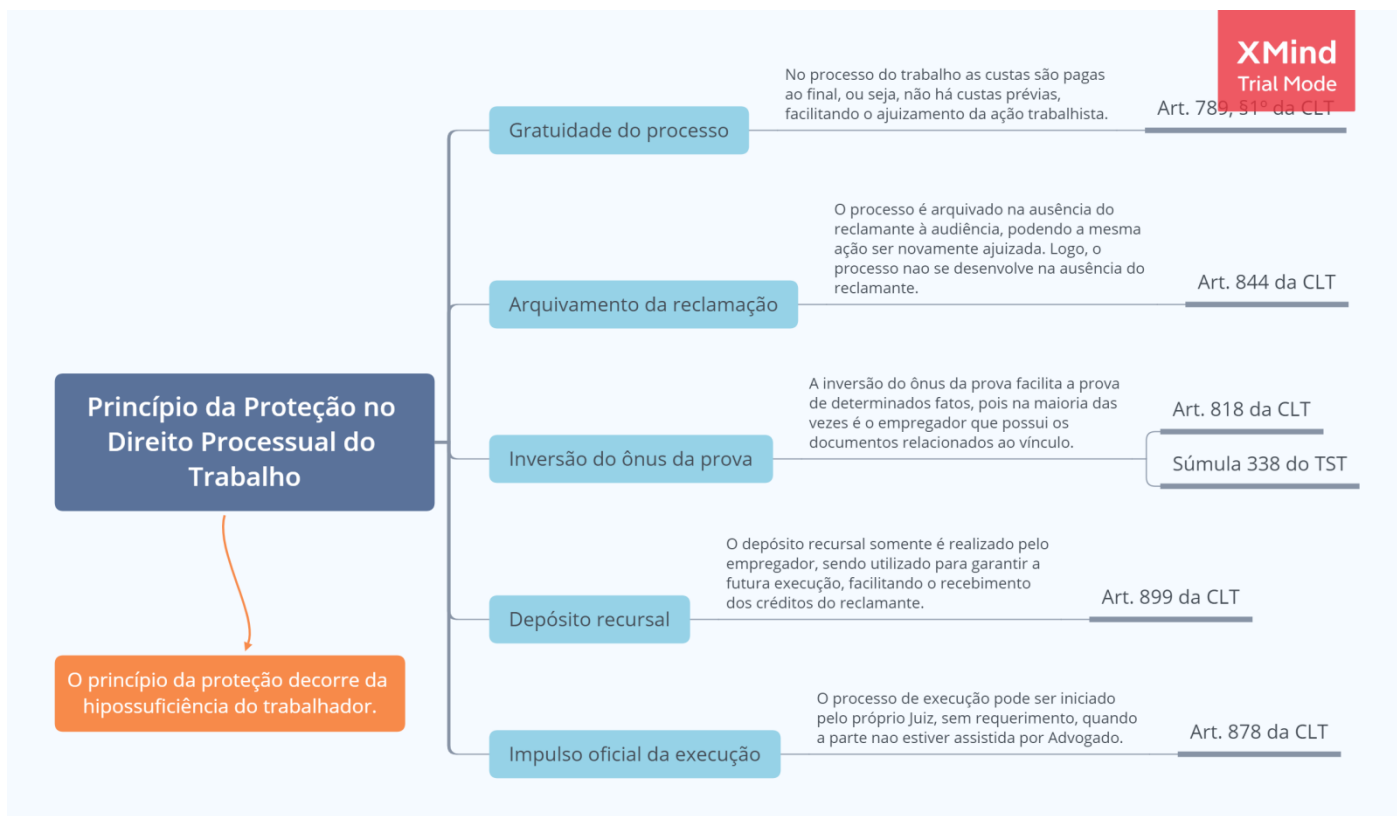 XMind
Trial Mode
No processo do trabalho as custas são pagas
ao final, ou seja, não há custas prévias,
facilitando o ajuizamento da ação trabalhista.
Gratuidade do processo
Art. 789, §1º da CLT
O processo é arquivado na ausência do
reclamante à audiência, podendo a mesma
ação ser novamente ajuizada. Logo, o
processo nao se desenvolve na ausência do
reclamante.
Arquivamento da reclamação
Art. 844 da CLT
Princípio da Proteção no
Direito Processual do
Trabalho
A inversão do ônus da prova facilita a prova
de determinados fatos, pois na maioria das
vezes é o empregador que possui os
documentos relacionados ao vínculo.
Inversão do ônus da prova
Art. 818 da CLT
Súmula 338 do TST
O depósito recursal somente é realizado pelo
empregador, sendo utilizado para garantir a
futura execução, facilitando o recebimento
dos créditos do reclamante.
Depósito recursal
Art. 899 da CLT
O princípio da proteção decorre da
hipossuficiência do trabalhador.
O processo de execução pode ser iniciado
pelo próprio Juiz, sem requerimento, quando
a parte nao estiver assistida por Advogado.
Impulso oficial da execução
Art. 878 da CLT